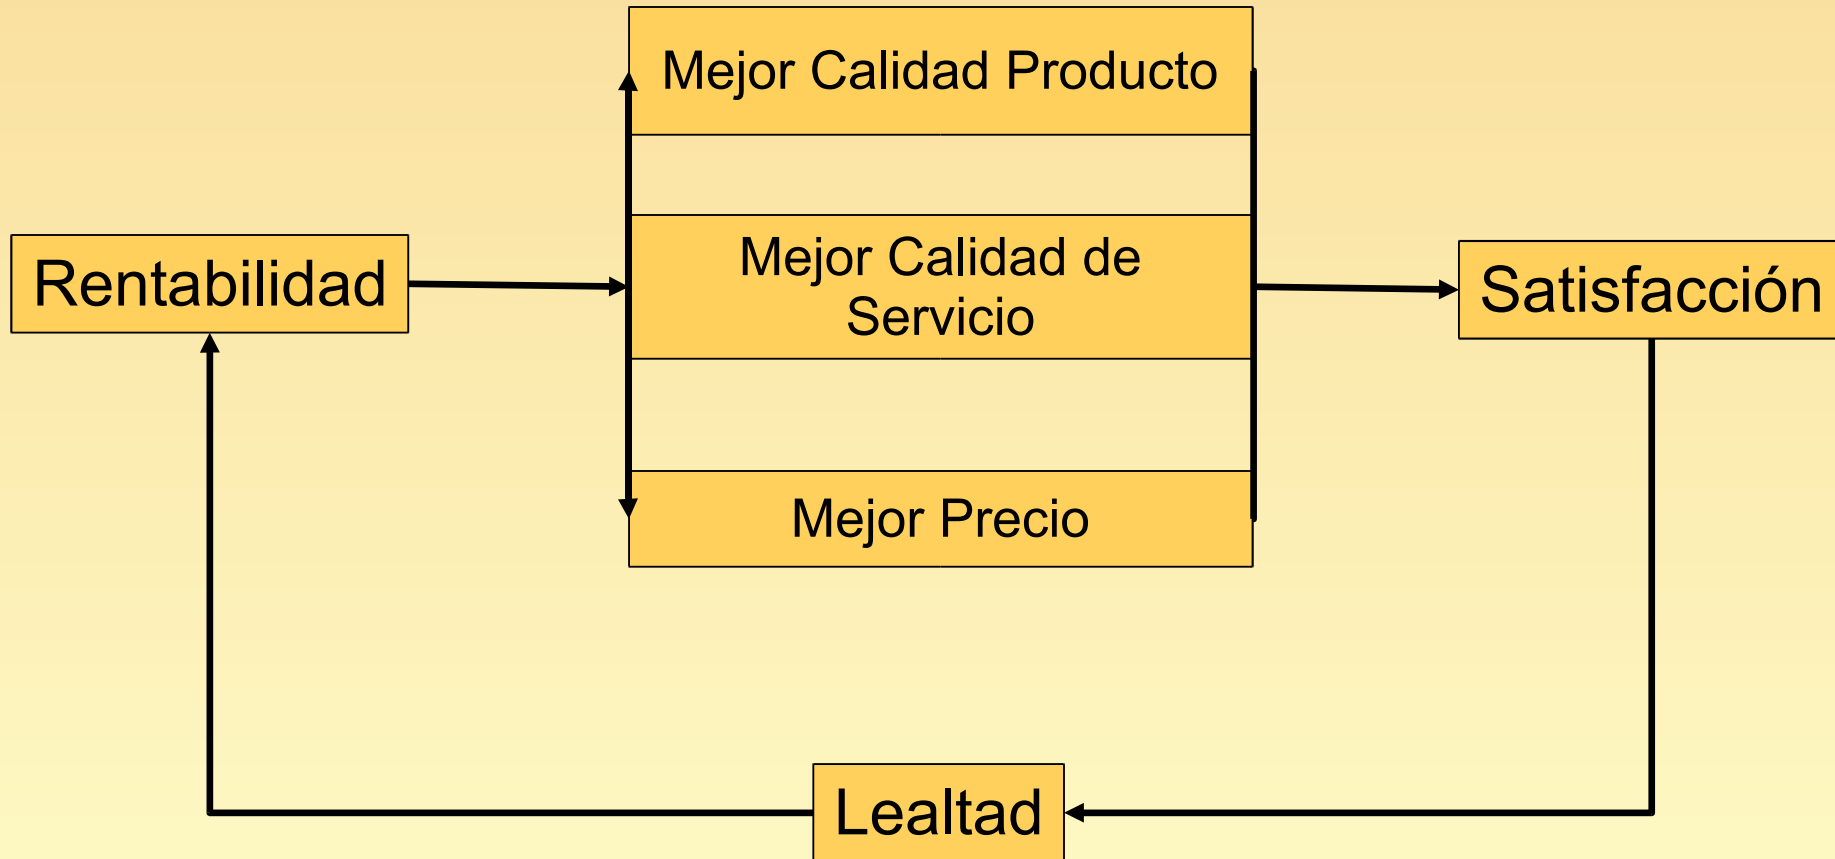 Mejor Calidad Producto
Rentabilidad
Mejor Calidad de
Servicio
Satisfacción
Mejor Precio
Lealtad